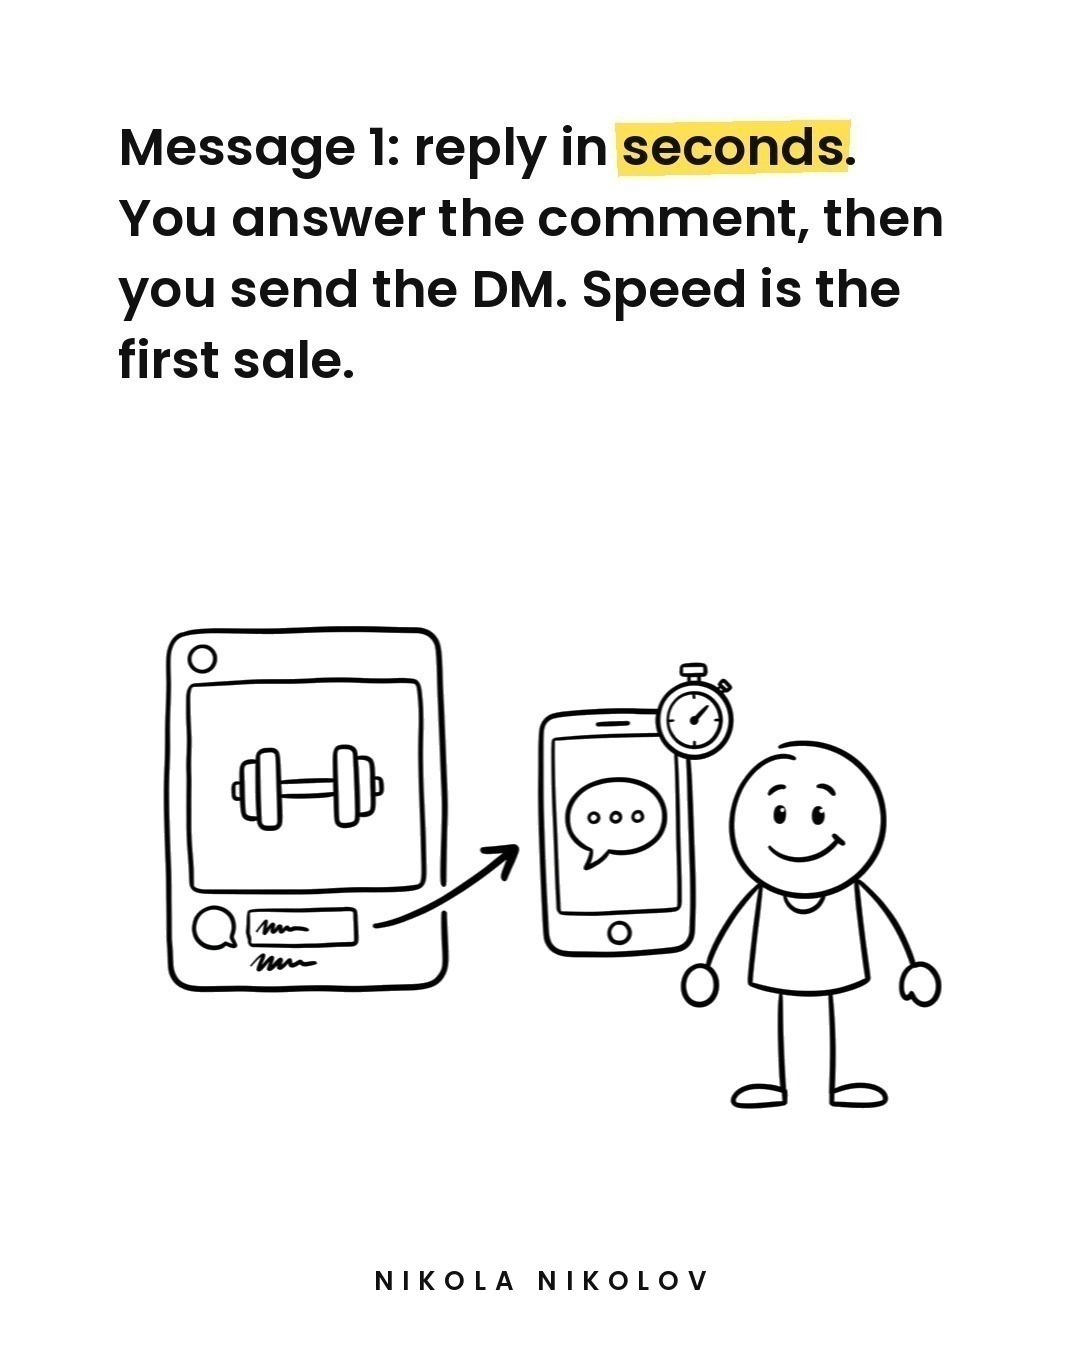 Message 1: reply in seconds.
You answer the comment, then
you send the DM. Speed is the
first sale.
NIKOLA NIKOLOV